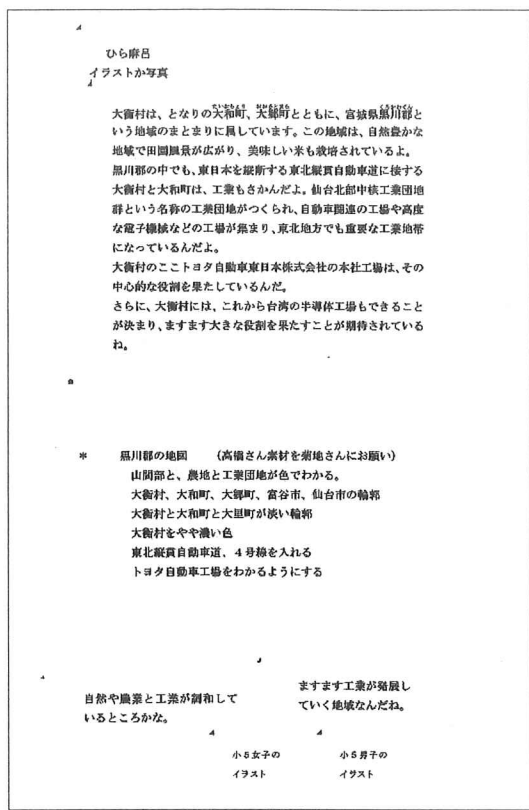 ひら麻呂
イラストか写真
大衡村は、となりの大和町、大郷町とともに、宮城県黒川郡と
いう地域のまとまりに属しています。この地域は、自然豊かな
地域で田園風景が広がり、美味しい米も栽培されているよ。
黒川郡の中でも、東日本を縦断する東北縦貫自動車道に接する
大衡村と大和町は、工業もさかんだよ。仙台北部中核工業団地
群という名称の工業団地がつくられ、自動車関連の工場や高度
な電子機械などの工場が集まり、東北地方でも重要な工業地帯
になっているんだよ。
大衡村のここトヨタ自動車東日本株式会社の本社工場は、その
中心的な役割を果たしているんだ。
さらに、大衡村には、これから台湾の半導体工場もできること
が決まり、ますます大きな役割を果たすことが期待されている
ね。
* 黒川郡の地図 (高橋さん素材を菊地さんにお願い)
山間部と、農地と工業団地が色でわかる。
大衡村、大和町、大郷町、富谷市、仙台市の輪郭
大衡村と大和町と大里町が淡い輪郭
大衡村をやや濃い色
東北縦貫自動車道、4号線を入れる
トヨタ自動車工場をわかるようにする
自然や農業と工業が調和して
いるところかな。
ますます工業が発展し
ていく地域なんだね。
小5女子の
イラスト
小5男子の
イラスト